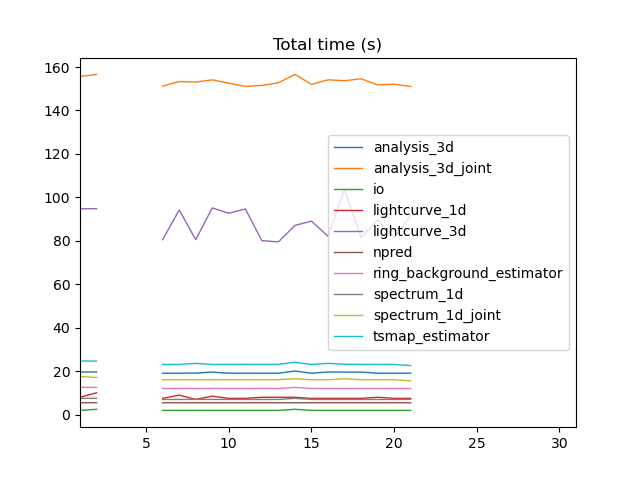 Total time (s)
160
140
120
100
80
60
40
20
0
analysis_3d
analysis_3d_joint
io
lightcurve_1d
lightcurve_3d
npred
ring_background_estimator
spectrum_1d
spectrum_1d_joint
tsmap_estimator
5 10 15 20 25 30